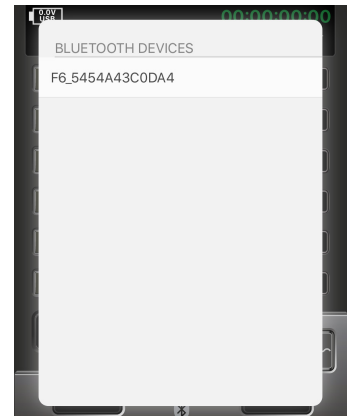 0.0V
USB
00:00:00:00
BLUETOOTH DEVICES
F6_5454A43C0DA4